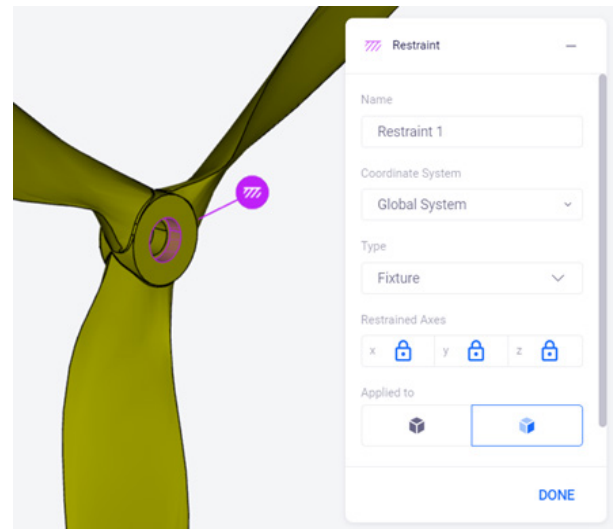 Restraint
Name
Restraint 1
Coordinate System
Global System
Type
Fixture
Restrained Axes
x y z
Applied to
DONE